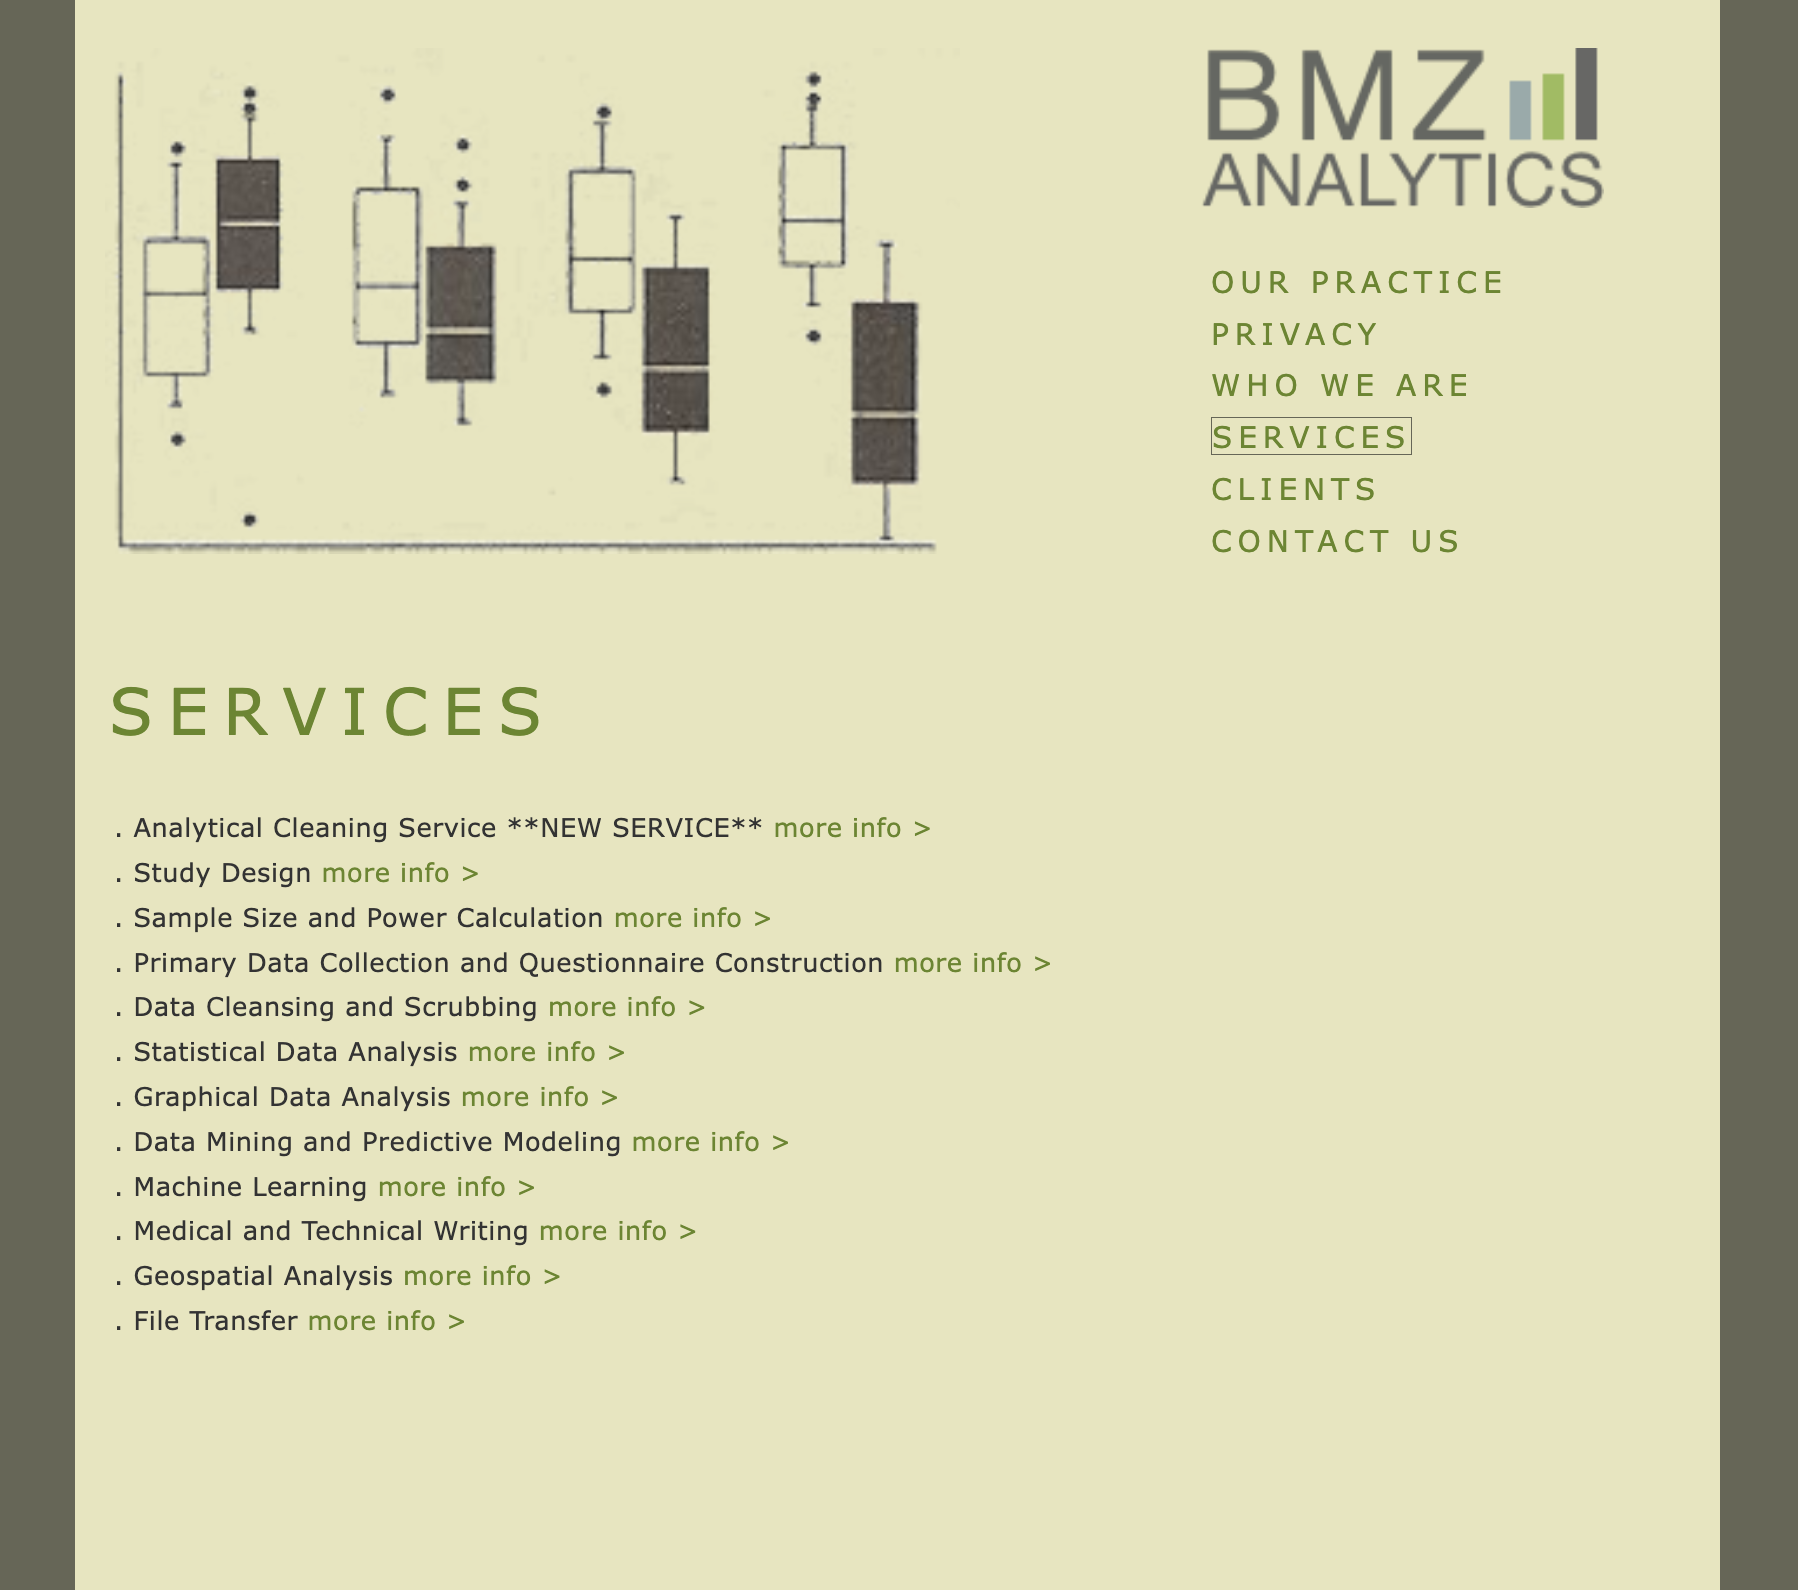 BMZ
ANALYTICS
OUR PRACTICE
PRIVACY
WHO WE ARE
SERVICES
CLIENTS
CONTACT US
SERVICES
. Analytical Cleaning Service **NEW SERVICE** more info >
. Study Design more info >
. Sample Size and Power Calculation more info >
. Primary Data Collection and Questionnaire Construction more info >
. Data Cleansing and Scrubbing more info >
. Statistical Data Analysis more info >
. Graphical Data Analysis more info >
. Data Mining and Predictive Modeling more info >
. Machine Learning more info >
. Medical and Technical Writing more info >
. Geospatial Analysis more info >
. File Transfer more info >